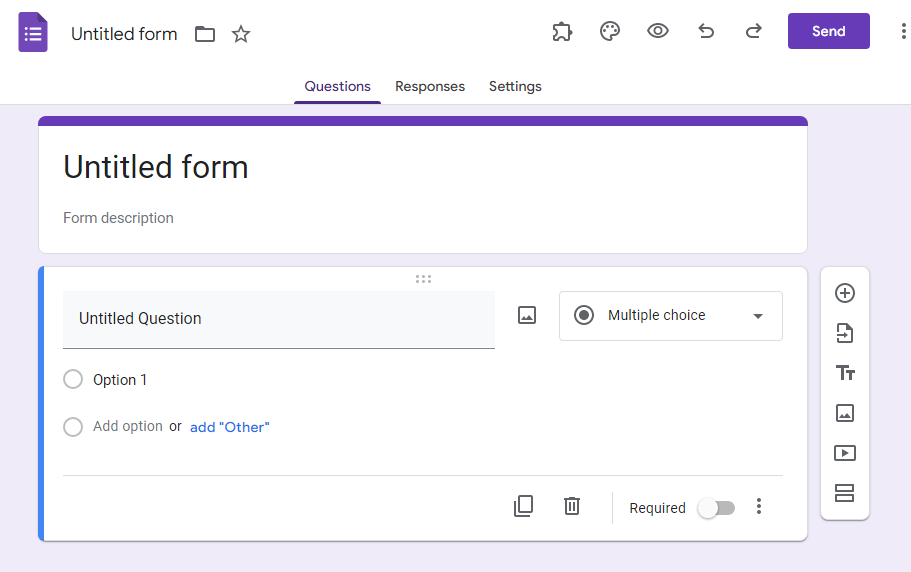 Untitled form
Send
Questions Responses Settings
Untitled form
Form description
Untitled Question
Multiple choice
Option 1
Add option or add "Other"
Required